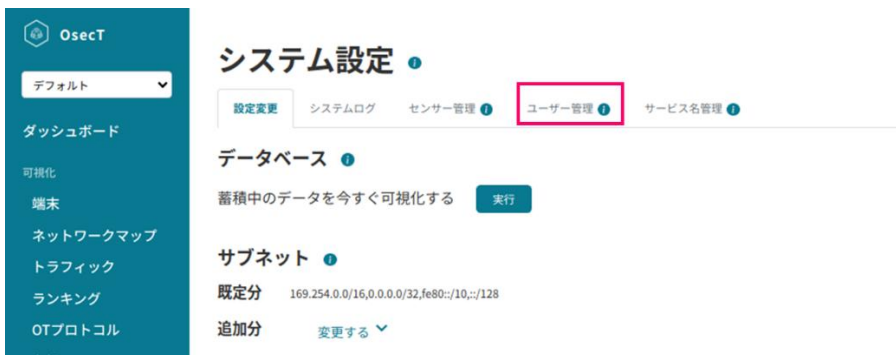 OsecT
デフォルト
ダッシュボード
可視化
端末
ネットワークマップ
トラフィック
ランキング
OTプロトコル
システム設定
設定変更 システムログ センサー管理 ユーザー管理 サービス名管理
データベース
蓄積中のデータを今すぐ可視化する 実行
サブネット
既定分 169.254.0.0/16,0.0.0.0/32,fe80::/10,::/128
追加分 変更する